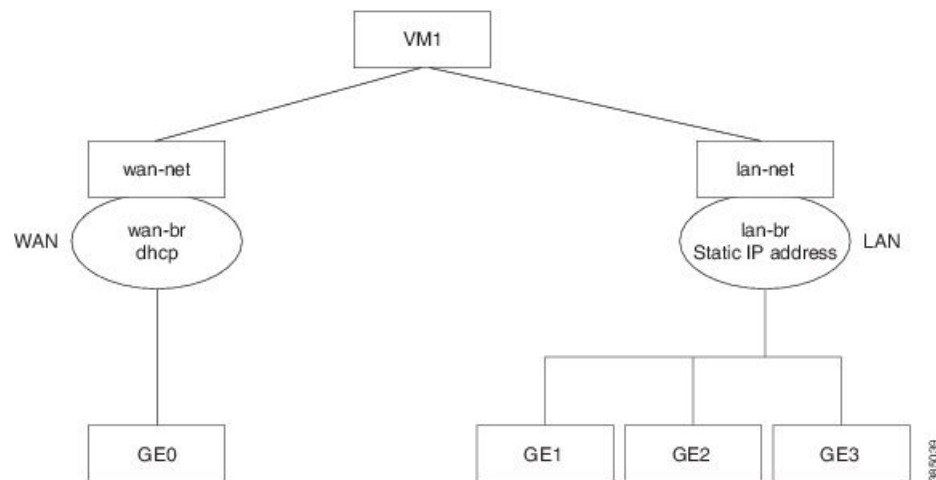 VM1
wan-net
lan-net
WAN
wan-br
dhcp
lan-br
Static IP address
LAN
GE0
GE1
GE2
GE3